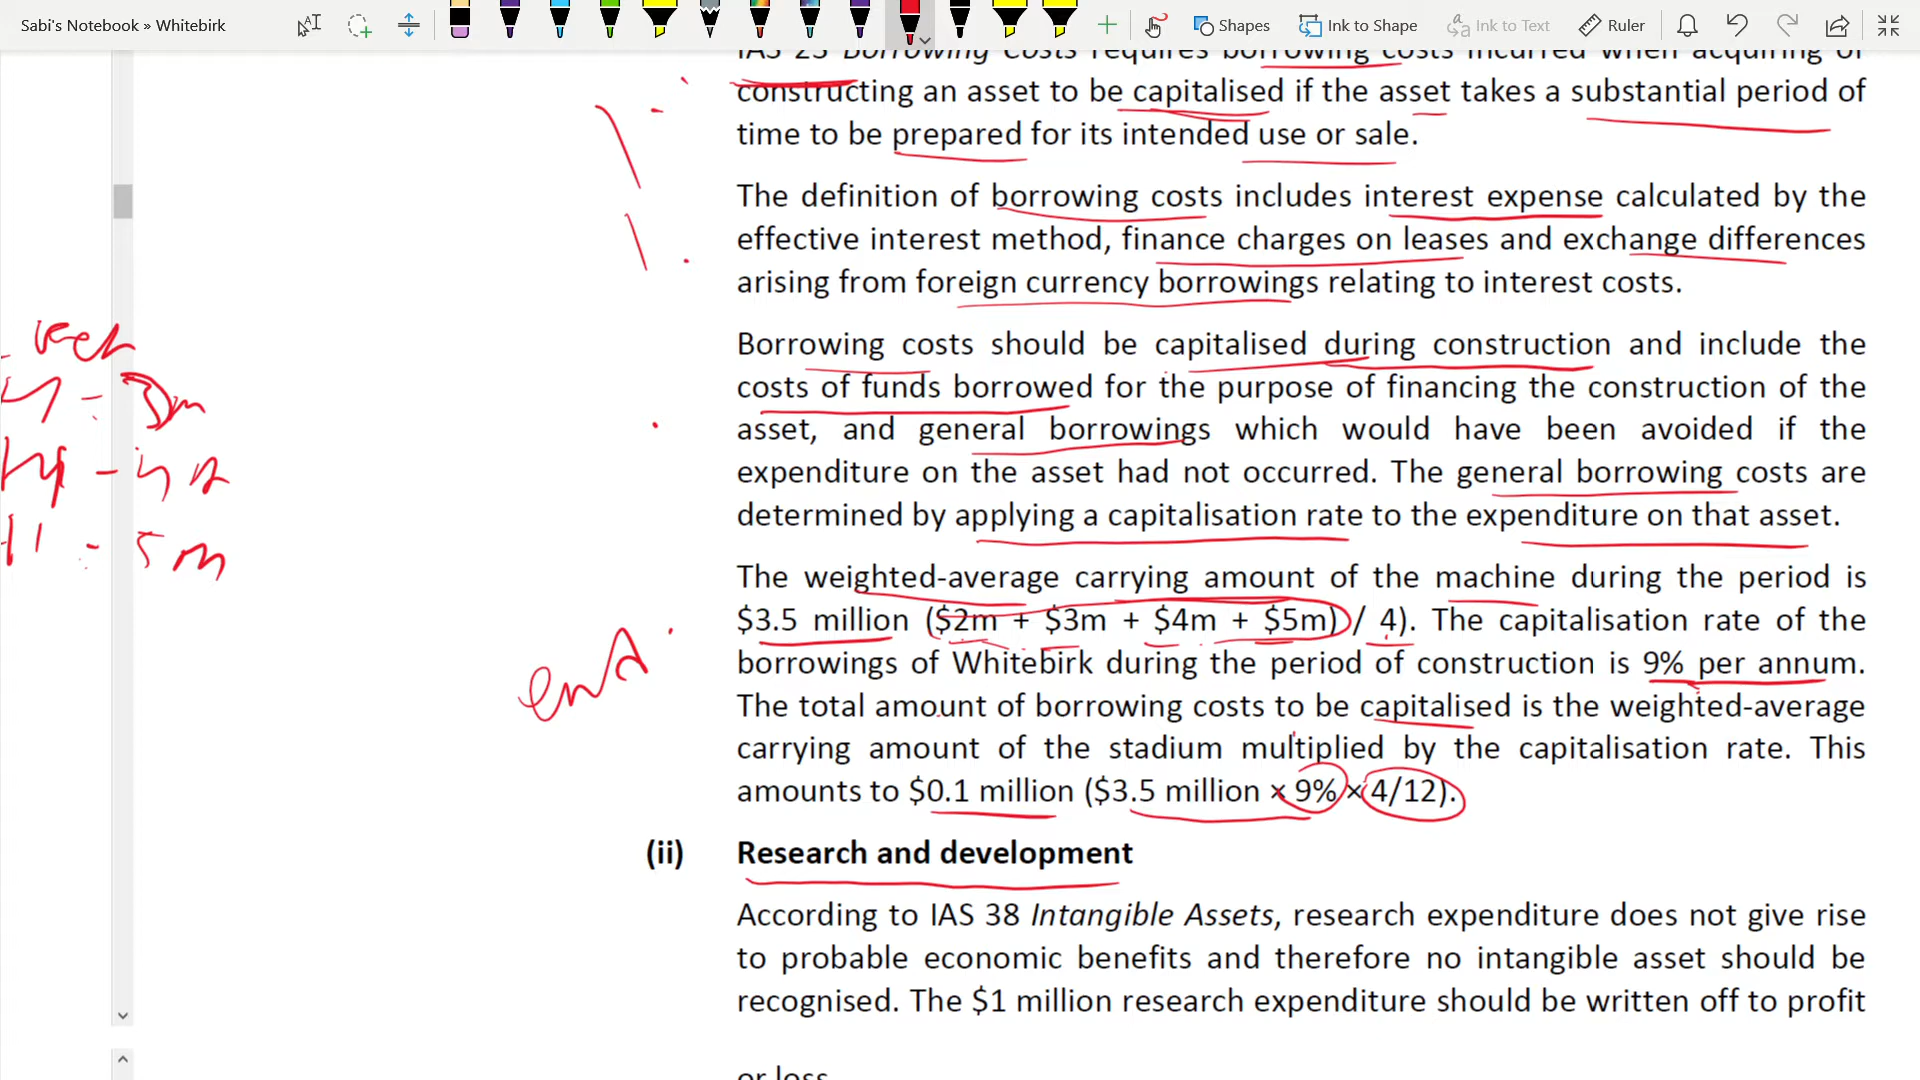 Sabi's Notebook » Whitebirk
Shapes
Ink to Shape
Ink to Text
Ruler
IAS 23 Borrowing Costs requires borrowing costs incurred when acquiring or
constructing an asset to be capitalised if the asset takes a substantial period of
time to be prepared for its intended use or sale.
The definition of borrowing costs includes interest expense calculated by the
effective interest method, finance charges on leases and exchange differences
arising from foreign currency borrowings relating to interest costs.
Borrowing costs should be capitalised during construction and include the
costs of funds borrowed for the purpose of financing the construction of the
asset, and general borrowings which would have been avoided if the
expenditure on the asset had not occurred. The general borrowing costs are
determined by applying a capitalisation rate to the expenditure on that asset.
The weighted-average carrying amount of the machine during the period is
$3.5 million ($2m + $3m + $4m + $5m) / 4). The capitalisation rate of the
borrowings of Whitebirk during the period of construction is 9% per annum.
The total amount of borrowing costs to be capitalised is the weighted-average
carrying amount of the stadium multiplied by the capitalisation rate. This
amounts to $0.1 million ($3.5 million × 9% × 4/12).
(ii) Research and development
According to IAS 38 Intangible Assets, research expenditure does not give rise
to probable economic benefits and therefore no intangible asset should be
recognised. The $1 million research expenditure should be written off to profit
or loss
3m
5m